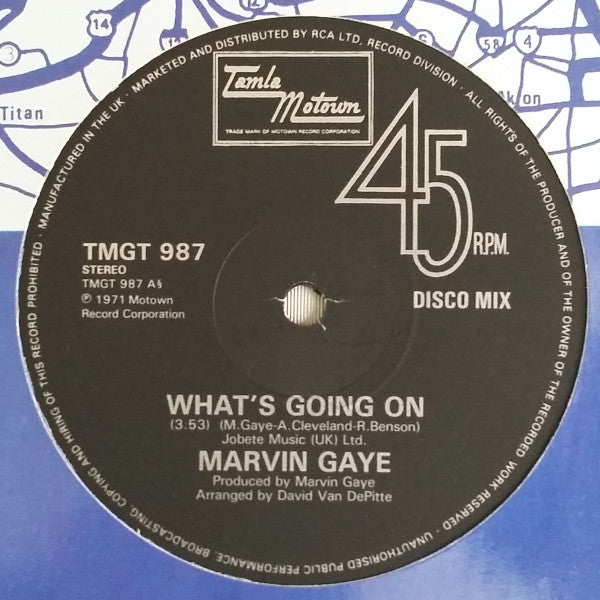 Titan
75
6
58
4
MANUFACTURED IN THE UK · MARKETED AND DISTRIBUTED BY RCA LTD, RECORD DIVISION · ALL RIGHTS OF THE PRODUCER AND OF THE OWNER OF THE RECORDED WORK RESERVED · UNAUTHORISED PUBLIC PERFORMANCE, BROADCASTING, COPYING AND HIRING OF THIS RECORD PROHIBITED ·
Tamla
Motown
TRADE MARK OF MOTOWN RECORD CORPORATION
45
R.P.M.
TMGT 987
STEREO
TMGT 987 A§
℗ 1971 Motown
Record Corporation
DISCO MIX
WHAT'S GOING ON
(3.53) (M.Gaye-A.Cleveland-R.Benson)
Jobete Music (UK) Ltd.
MARVIN GAYE
Produced by Marvin Gaye
Arranged by David Van DePitte